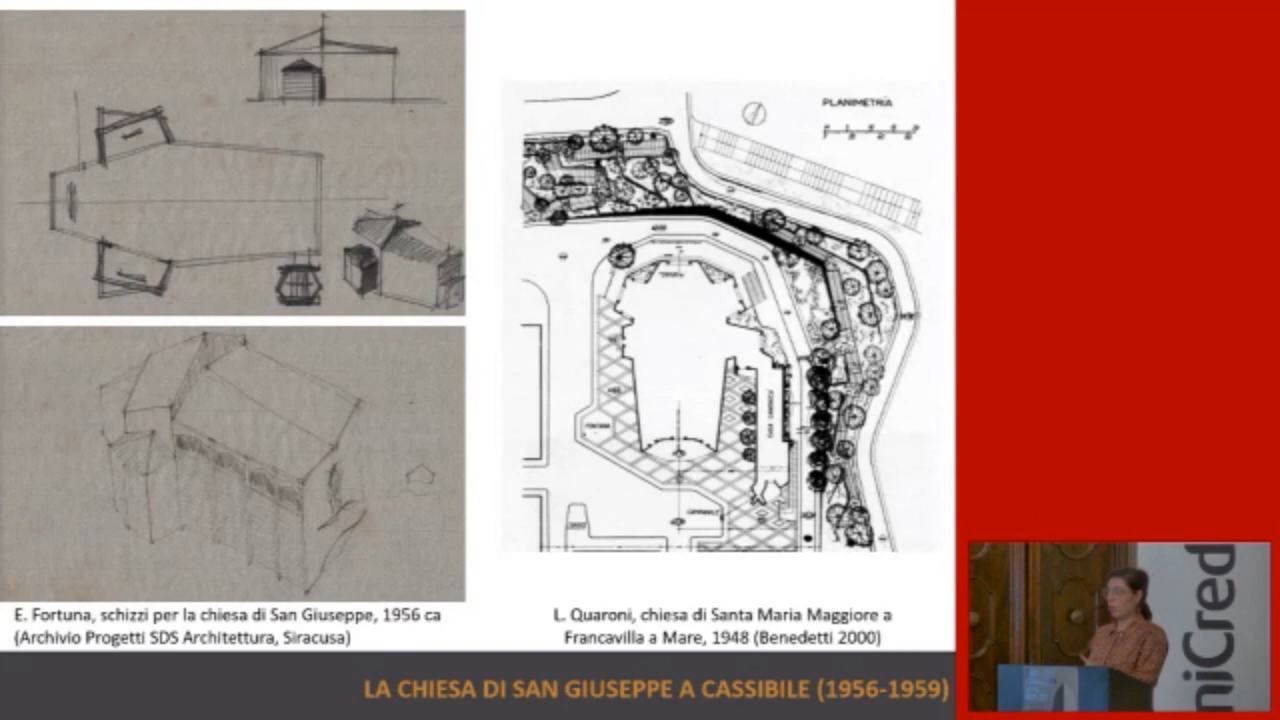 PLANIMETRIA
E. Fortuna, schizzi per la chiesa di San Giuseppe, 1956 ca
(Archivio Progetti SDS Architettura, Siracusa)
L. Quaroni, chiesa di Santa Maria Maggiore a
Francavilla a Mare, 1948 (Benedetti 2000)
LA CHIESA DI SAN GIUSEPPE A CASSIBILE (1956-1959)
niCred